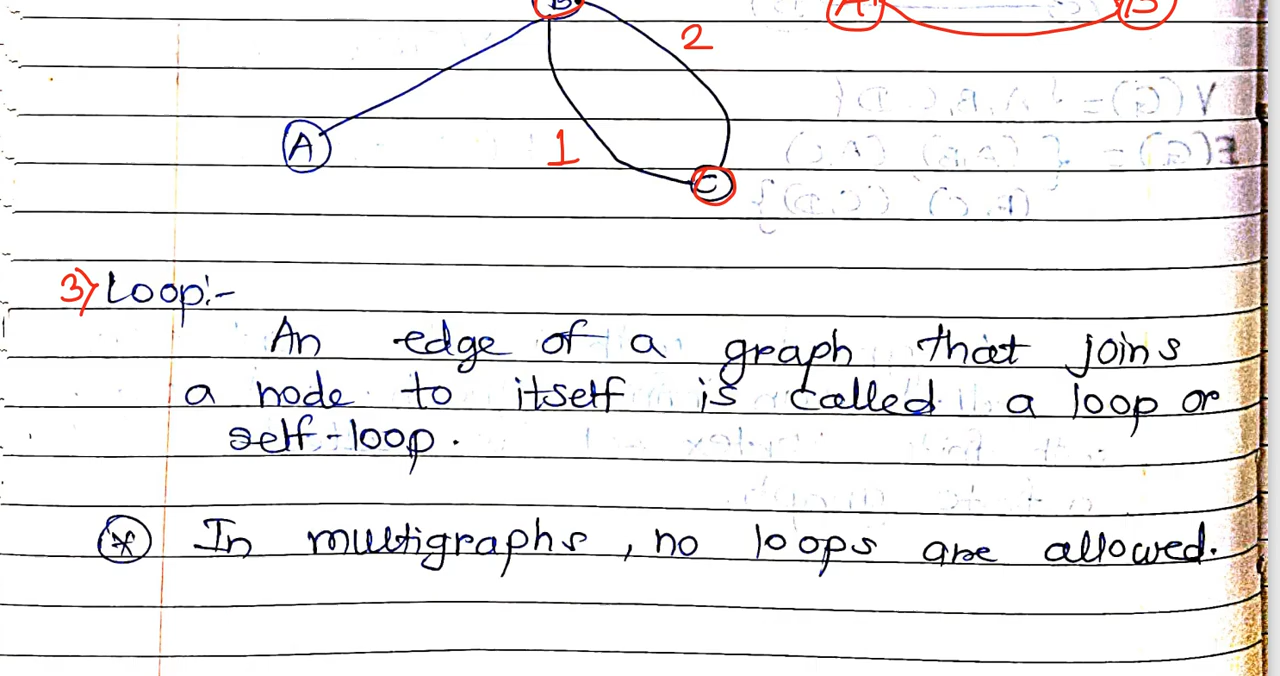 B
A B
2
A
1
C
3) Loop:-
An edge of a graph that joins
a node to itself is called a loop or
self-loop.
* In multigraphs, no loops are allowed.